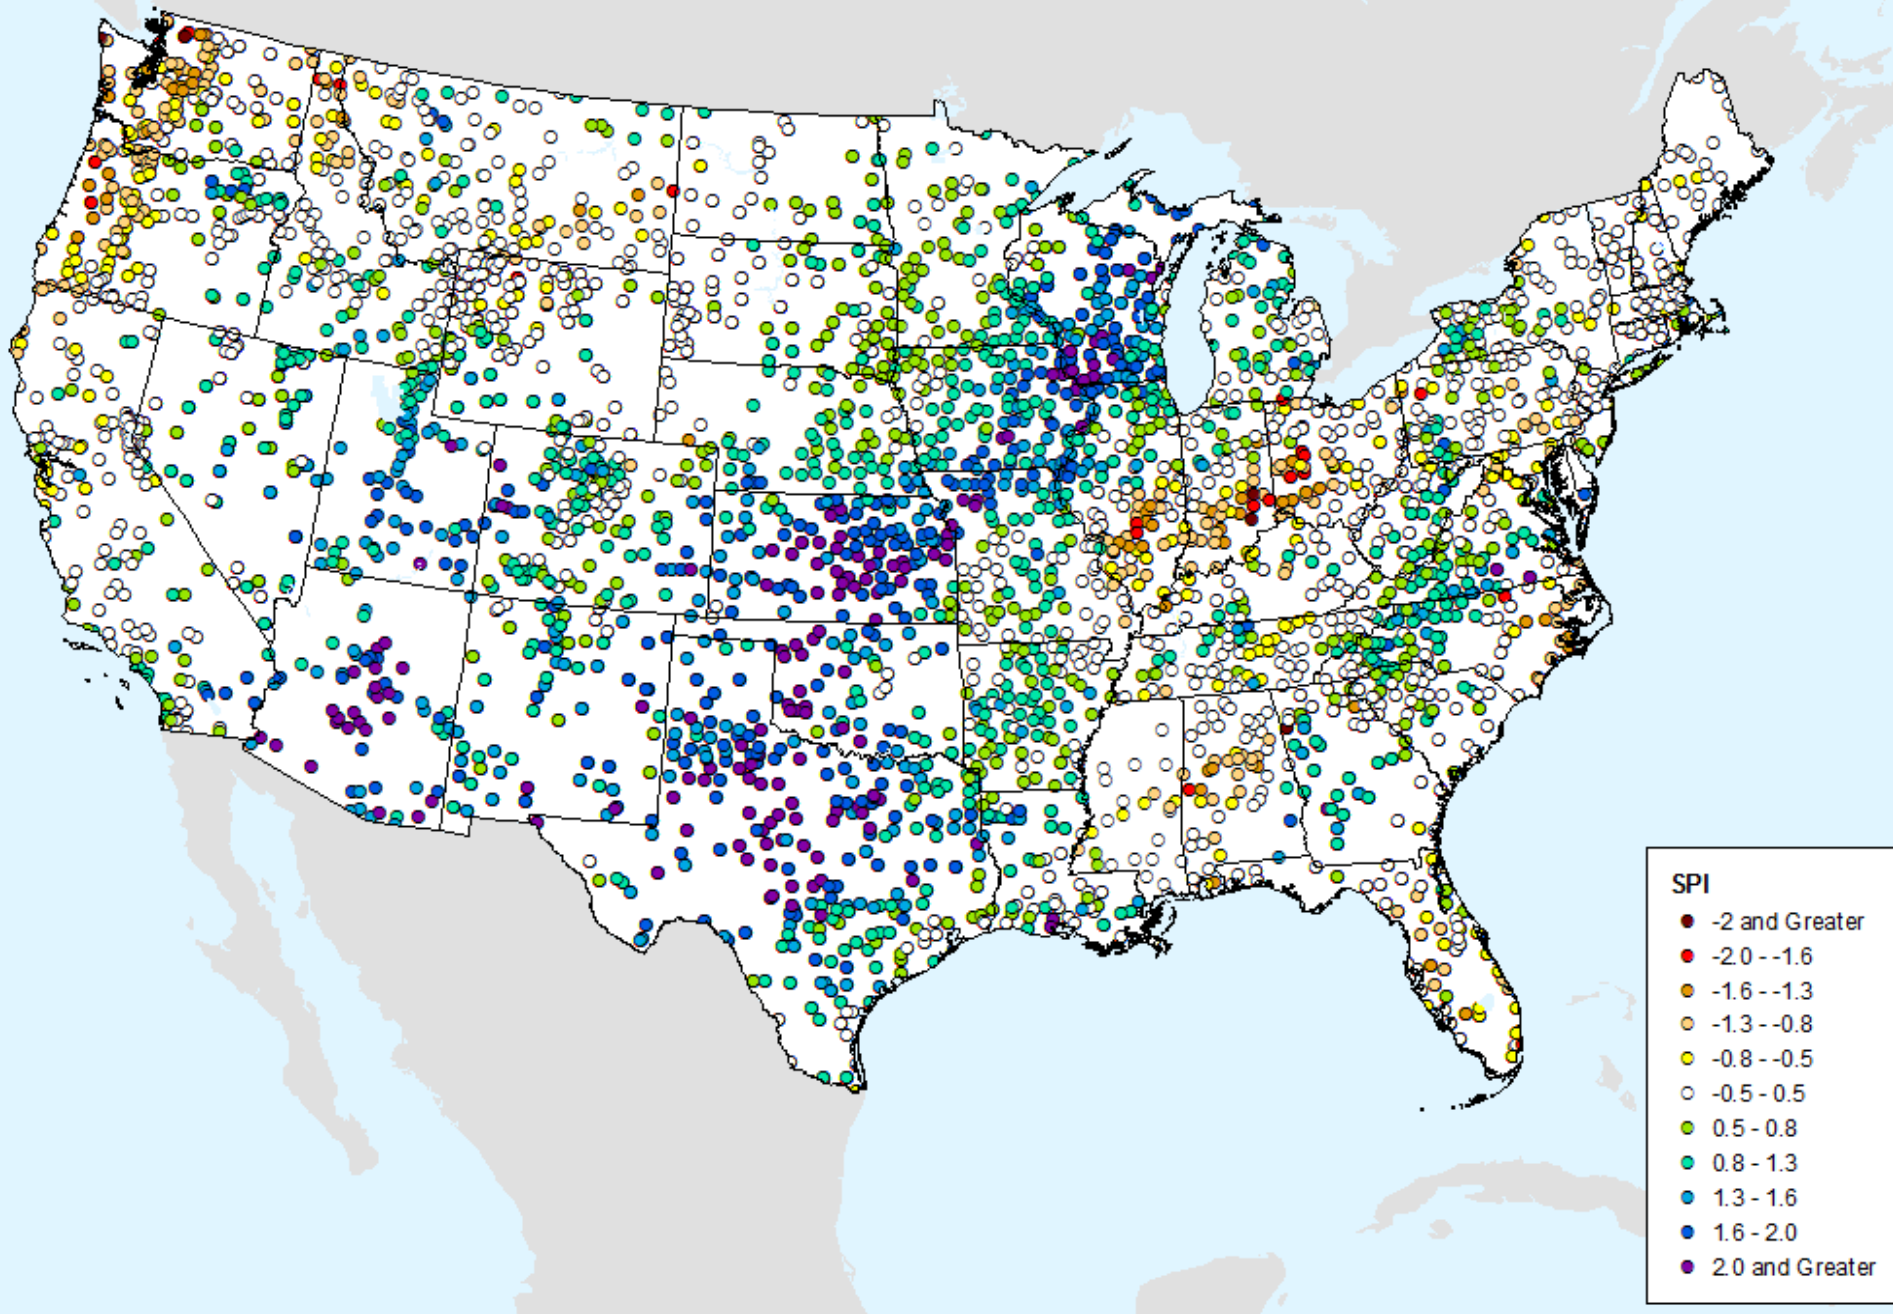 SPI
-2 and Greater
-2.0 - -1.6
-1.6 - -1.3
-1.3 - -0.8
-0.8 - -0.5
-0.5 - 0.5
0.5 - 0.8
0.8 - 1.3
1.3 - 1.6
1.6 - 2.0
2.0 and Greater